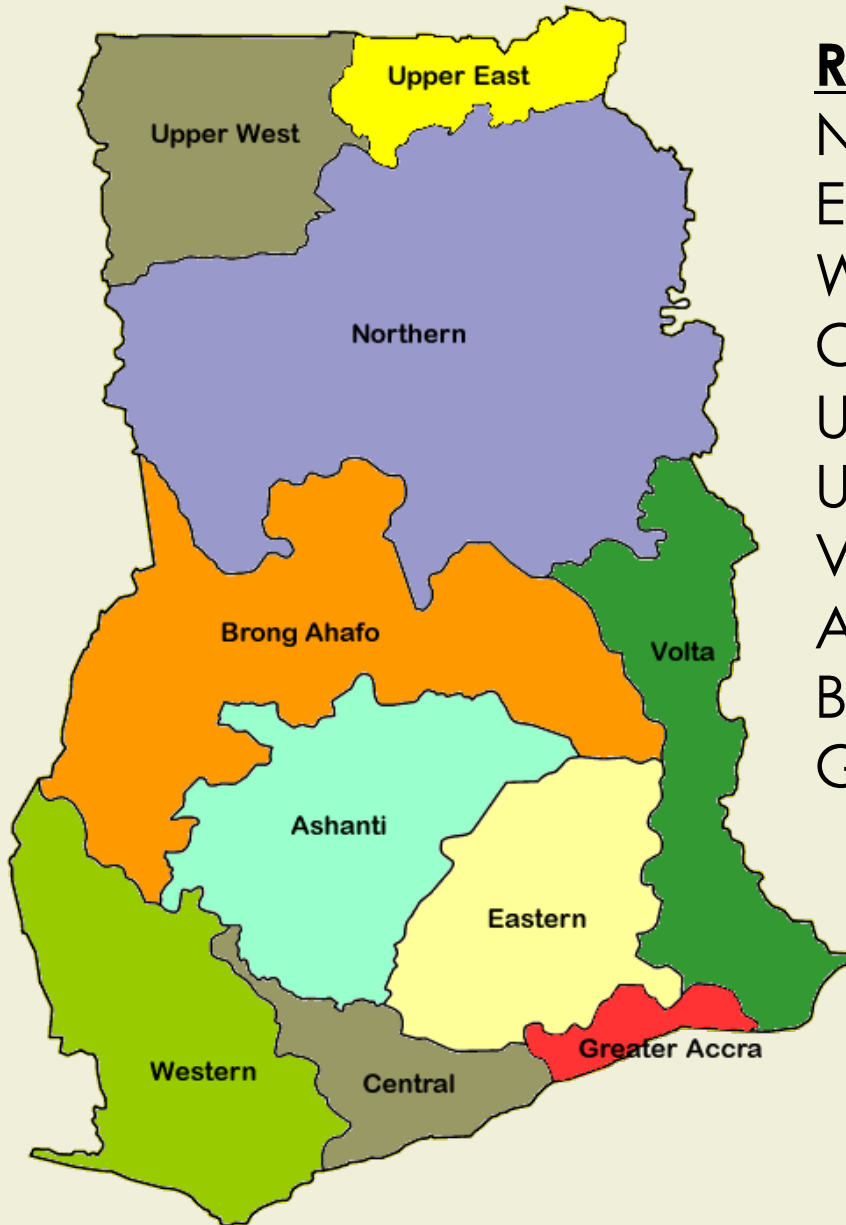 Upper East
Upper West
Northern
Brong Ahafo
Volta
Ashanti
Eastern
Greater Accra
Western
Central
R
N
E
W
C
U
U
V
A
B
G